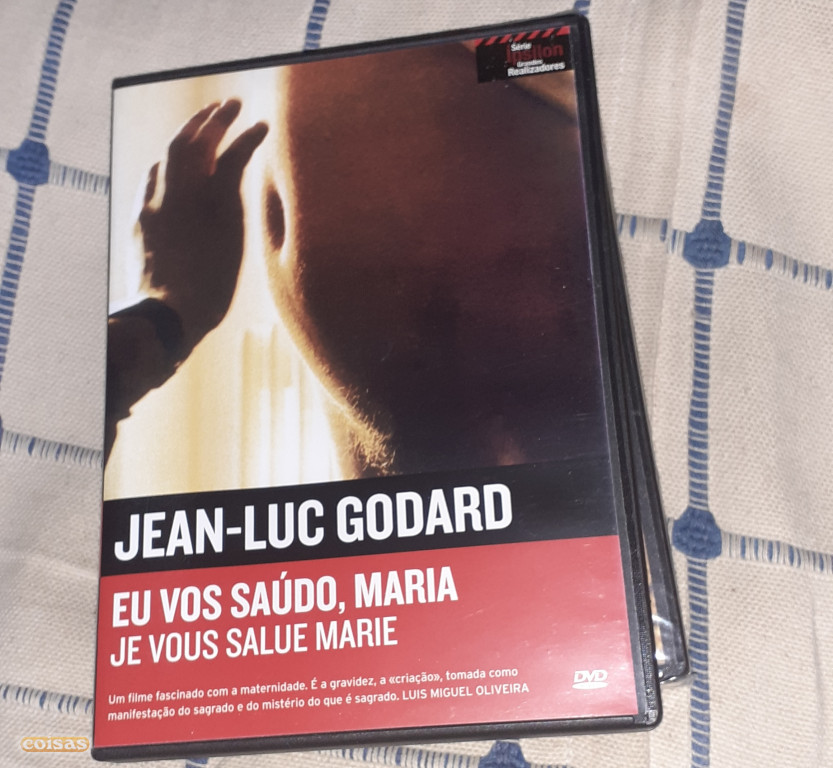 Série
Ípsilon
Grandes
Realizadores
JEAN-LUC GODARD
EU VOS SAÚDO, MARIA
JE VOUS SALUE MARIE
Um filme fascinado com a maternidade. É a gravidez, a «criação», tomada como
manifestação do sagrado e do mistério do que é sagrado. LUIS MIGUEL OLIVEIRA
DVD
coisas